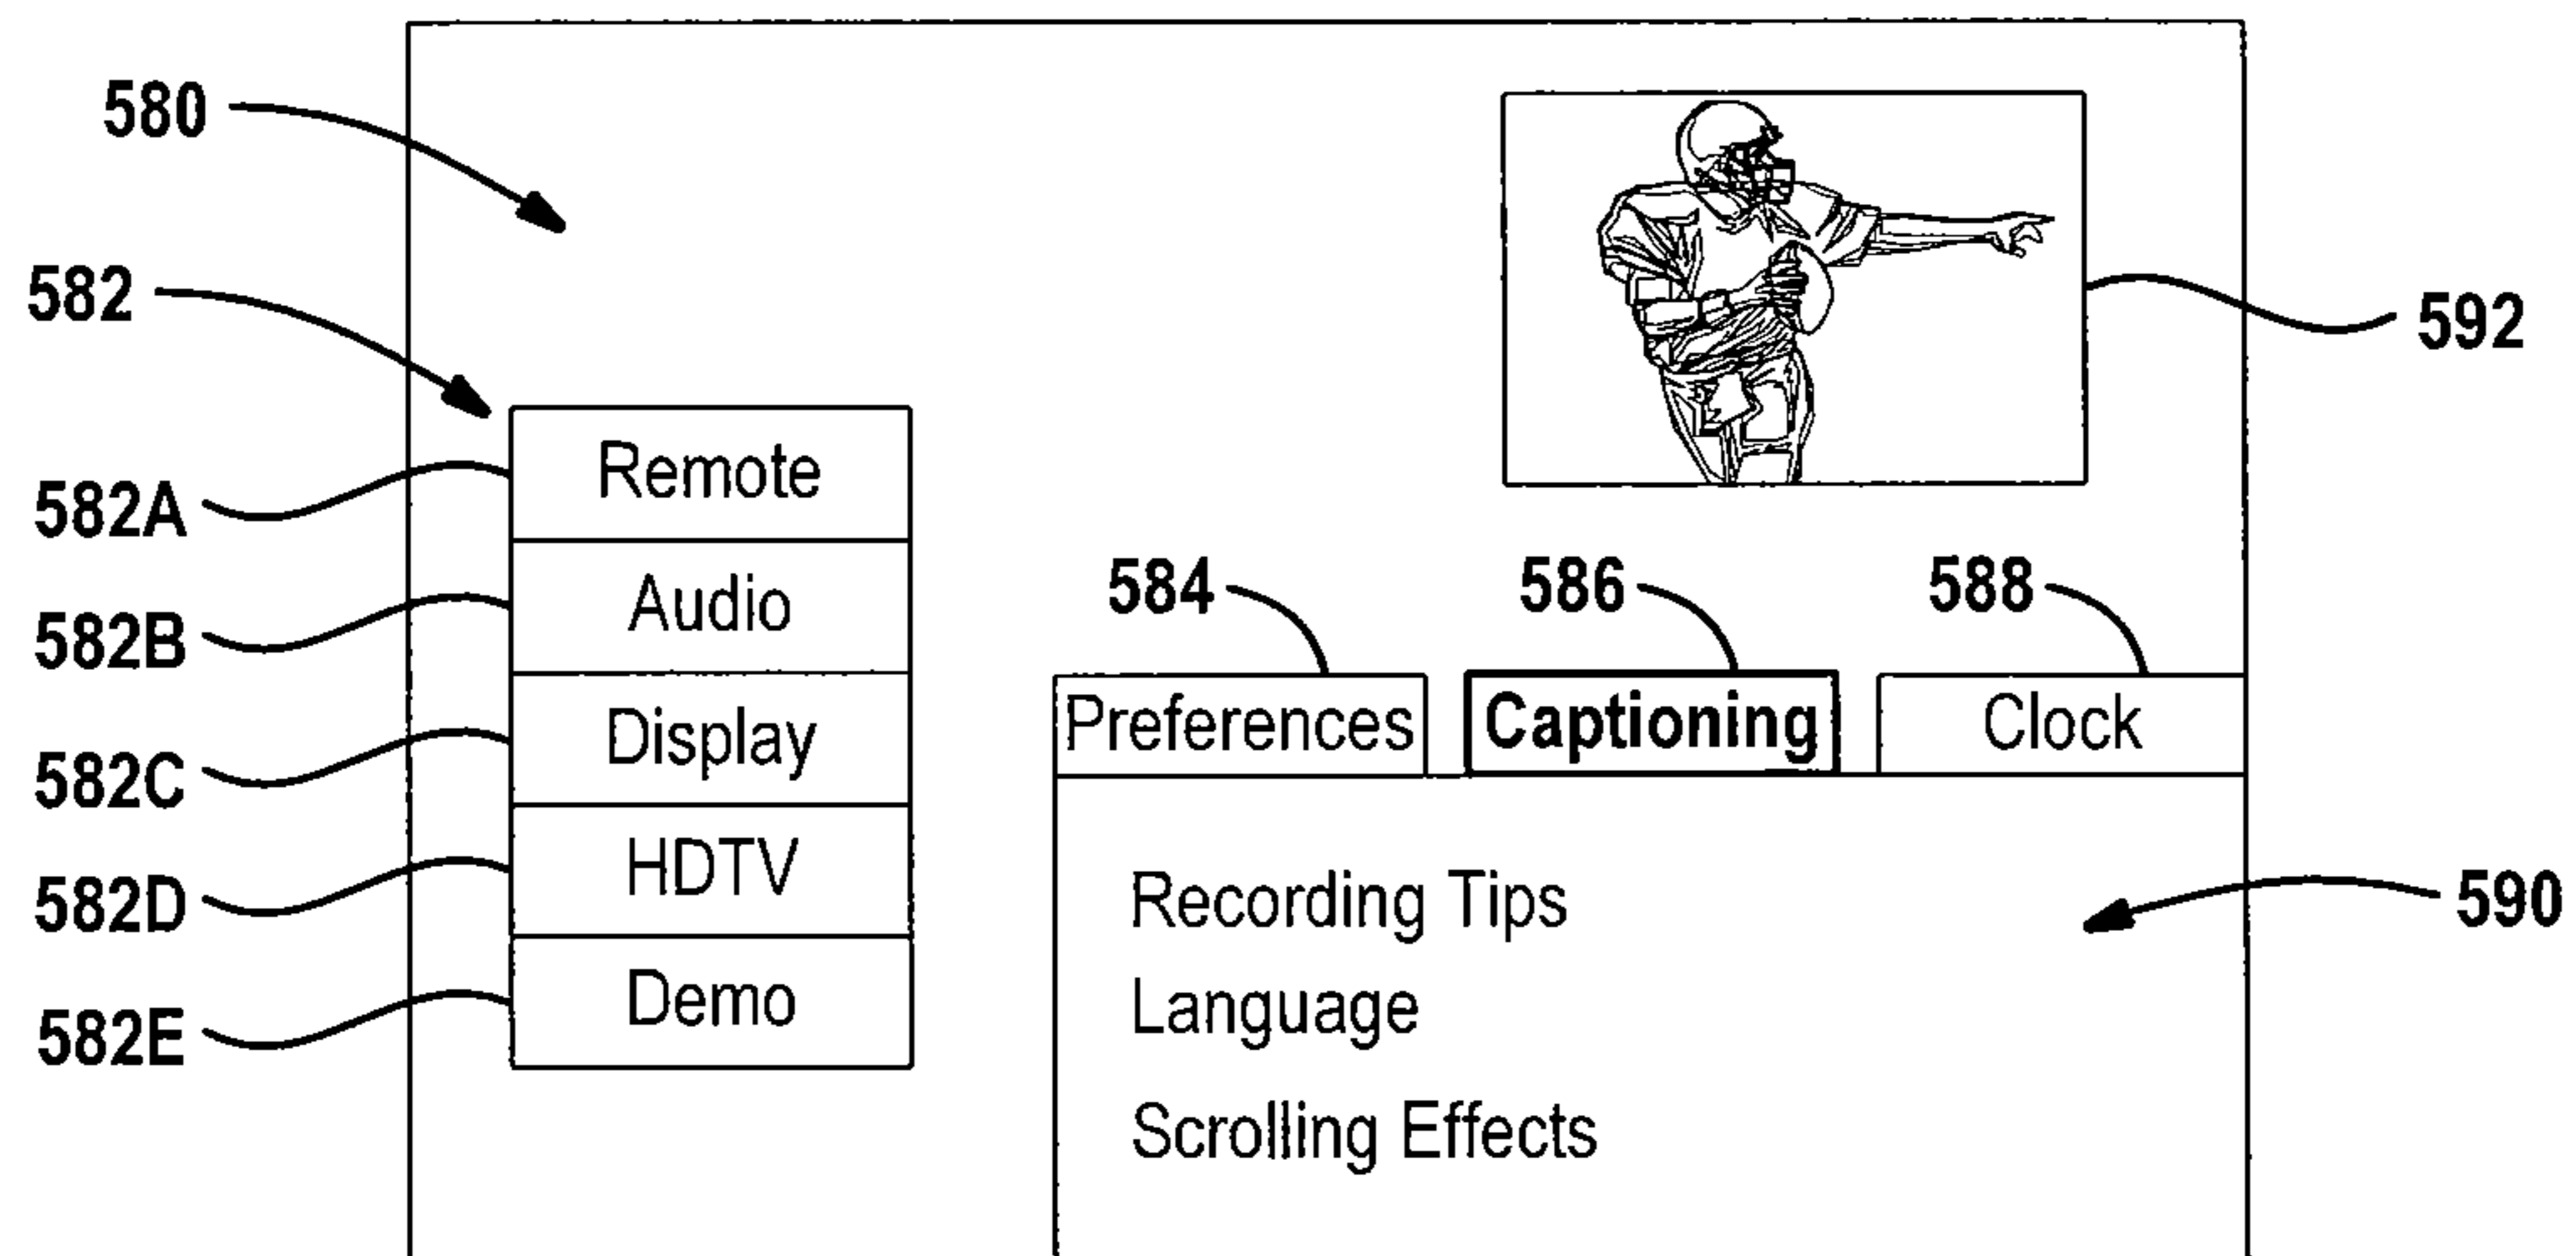 580
582
592
Remote
582A
584 586 588
Audio
582B
Preferences Captioning Clock
Display
582C
HDTV
582D
Recording Tips
590
Demo
Language
582E
Scrolling Effects